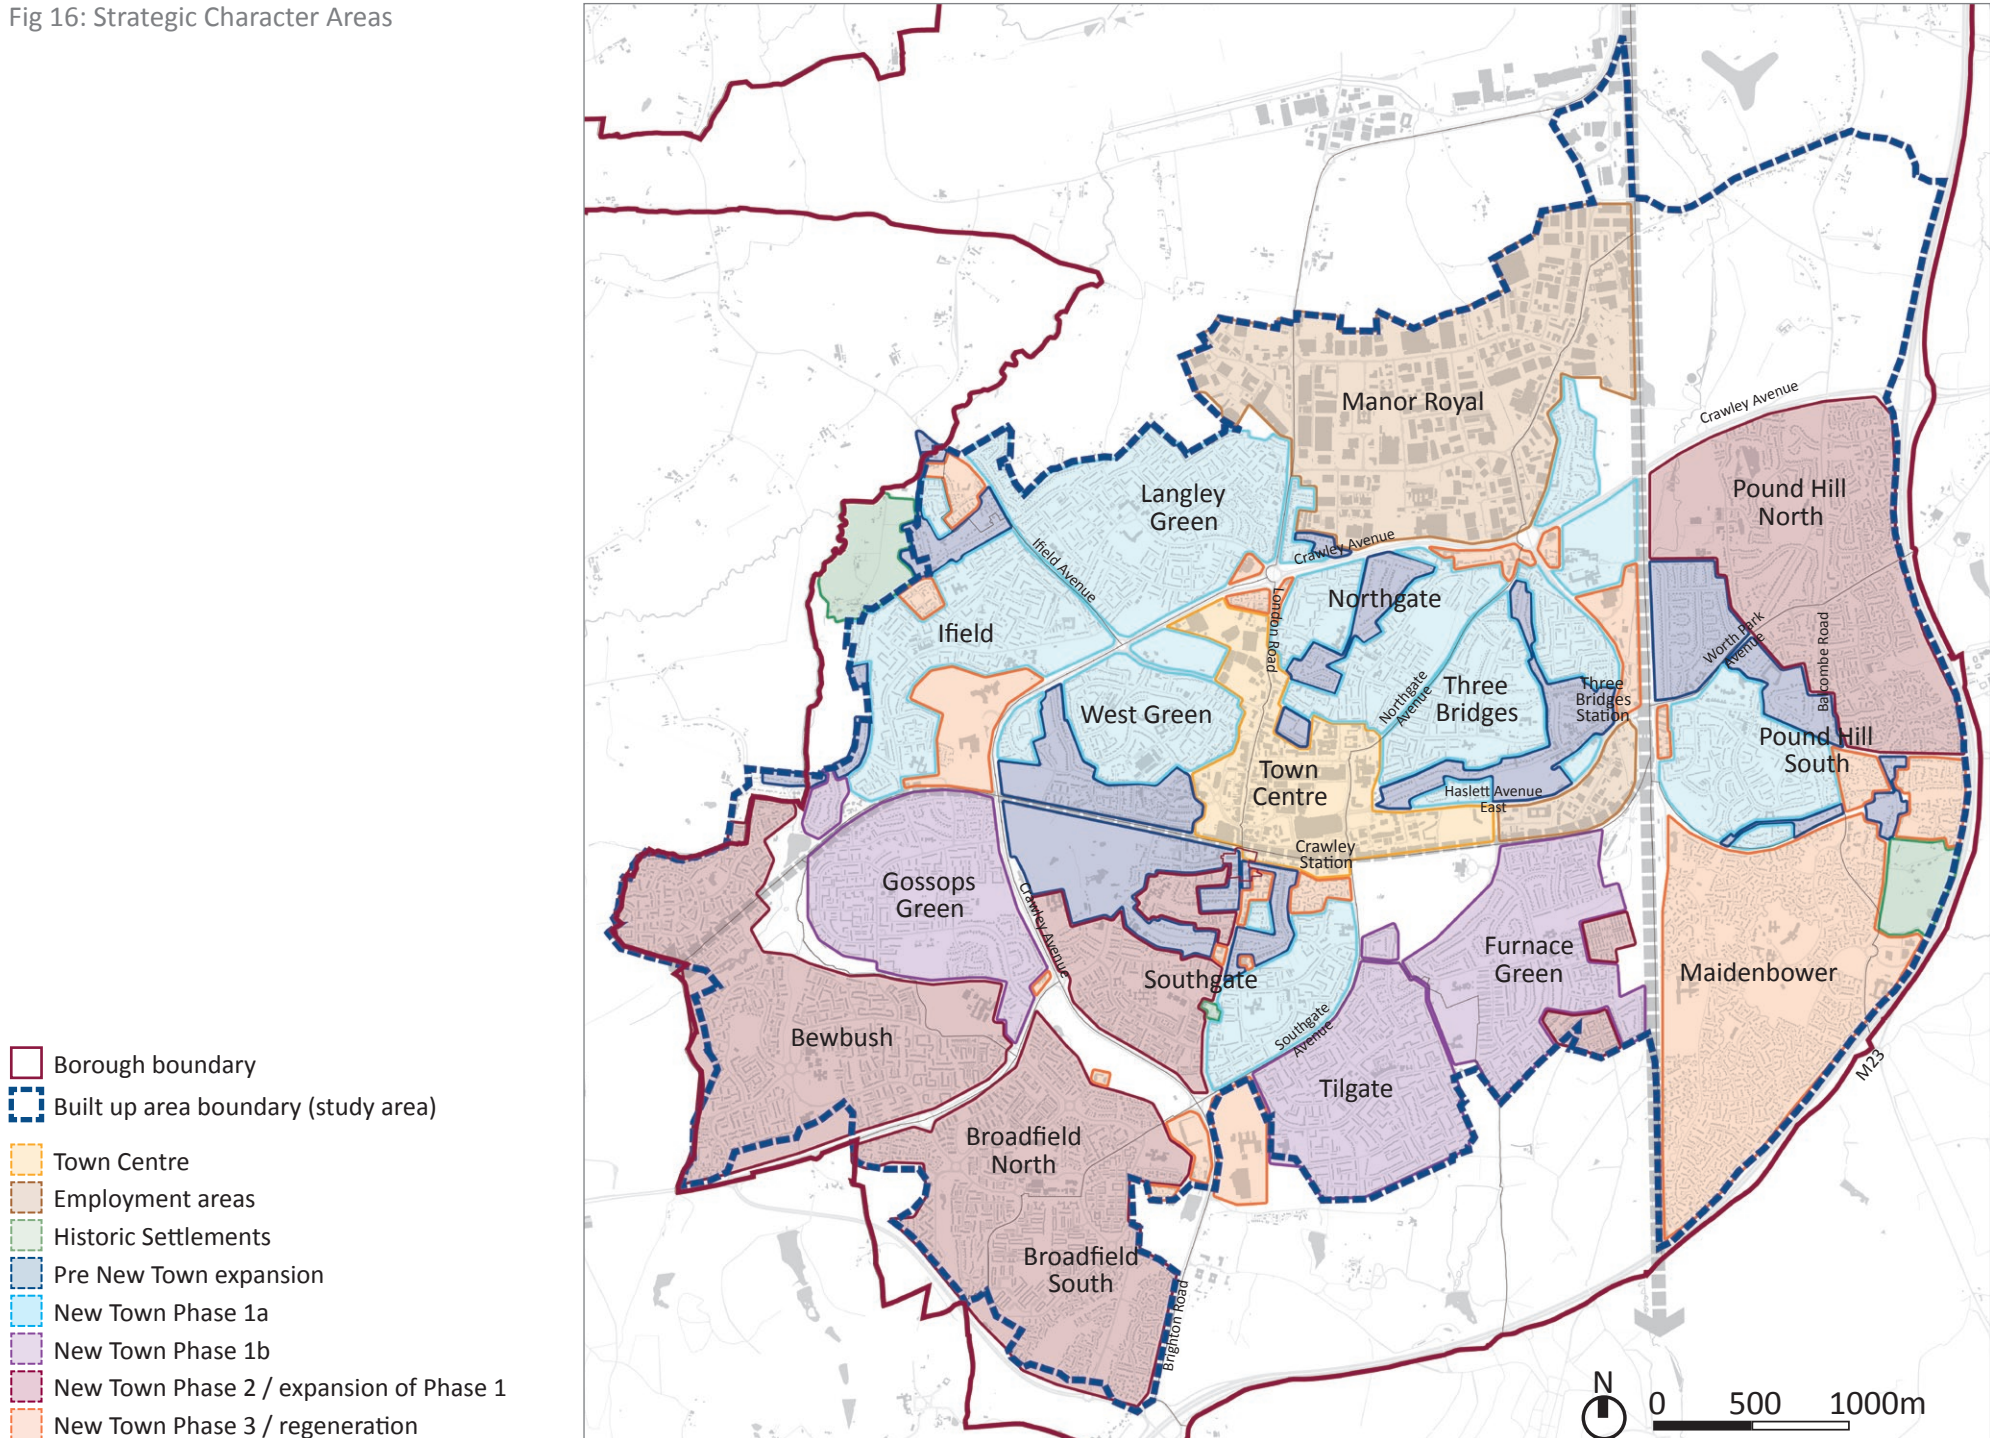 Fig 16: Strategic Character Areas
Crawley Avenue
Manor Royal
Pound Hill
North
Langley
Green
Ifield Avenue
Crawley Avenue
Northgate
London Road
Ifield
Worth Park
Avenue
Balcombe Road
Three
Bridges
Station
Northgate
Avenue
Three
Bridges
West Green
Pound Hill
South
Town
Centre
Haslett Avenue
East
Crawley
Station
Gossops
Green
Crawley Avenue
Furnace
Green
Maidenbower
Southgate
Southgate
Avenue
Bewbush
Tilgate
M23
Broadfield
North
Broadfield
South
Brighton Road
Borough boundary
Built up area boundary (study area)
Town Centre
Employment areas
Historic Settlements
Pre New Town expansion
New Town Phase 1a
New Town Phase 1b
New Town Phase 2 / expansion of Phase 1
New Town Phase 3 / regeneration
N
0 500 1000m